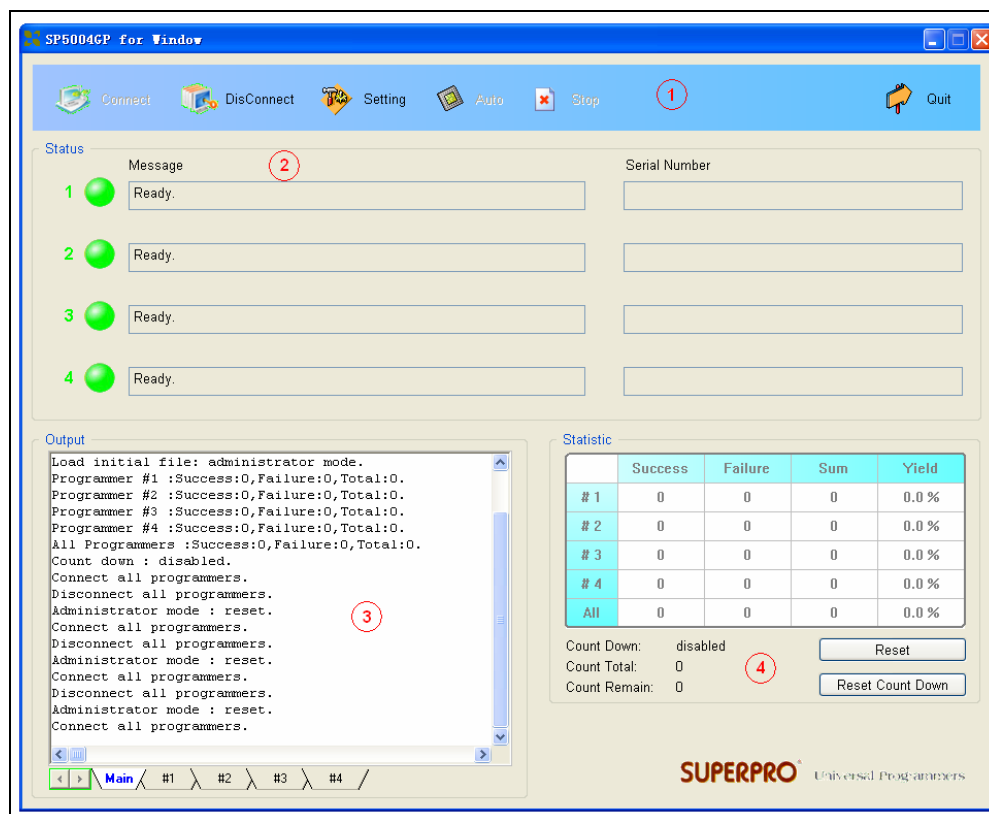 SP5004GP for Window
Connect DisConnect Setting Auto Stop 1 Quit
Status
Message 2 Serial Number
1 Ready.
2 Ready.
3 Ready.
4 Ready.
Output
Load initial file: administrator mode.
Programmer #1 :Success:0,Failure:0,Total:0.
Programmer #2 :Success:0,Failure:0,Total:0.
Programmer #3 :Success:0,Failure:0,Total:0.
Programmer #4 :Success:0,Failure:0,Total:0.
All Programmers :Success:0,Failure:0,Total:0.
Count down : disabled.
Connect all programmers.
Disconnect all programmers.
Administrator mode : reset.
Connect all programmers.
Disconnect all programmers.
Administrator mode : reset.
Connect all programmers.
Disconnect all programmers.
Administrator mode : reset.
Connect all programmers.
3
Main #1 #2 #3 #4
Statistic
Success Failure Sum Yield
# 1 0 0 0 0.0 %
# 2 0 0 0 0.0 %
# 3 0 0 0 0.0 %
# 4 0 0 0 0.0 %
All 0 0 0 0.0 %
Count Down: disabled
Count Total: 0
Count Remain: 0
4
Reset
Reset Count Down
SUPERPRO® Universal Programmers